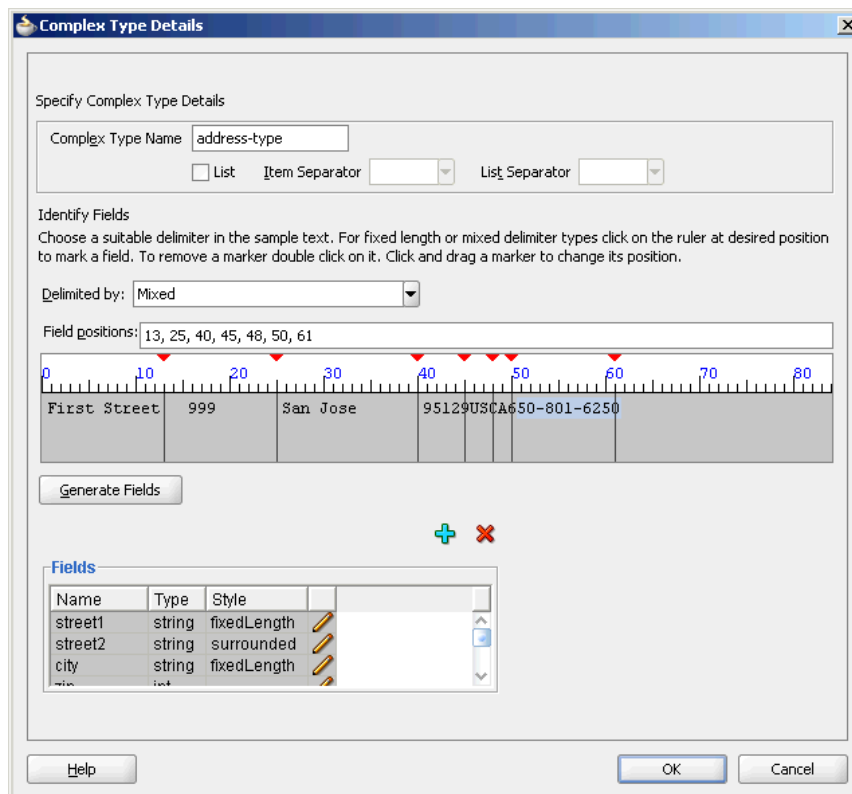 Complex Type Details
Specify Complex Type Details
Complex Type Name address-type
List Item Separator List Separator
Identify Fields
Choose a suitable delimiter in the sample text. For fixed length or mixed delimiter types click on the ruler at desired position
to mark a field. To remove a marker double click on it. Click and drag a marker to change its position.
Delimited by: Mixed
Field positions: 13, 25, 40, 45, 48, 50, 61
0 10 20 30 40 50 60 70 80
First Street 999 San Jose 95129USCA650-801-6250
Generate Fields
Fields
Name Type Style
street1 string fixedLength
street2 string surrounded
city string fixedLength
zip int
Help OK Cancel